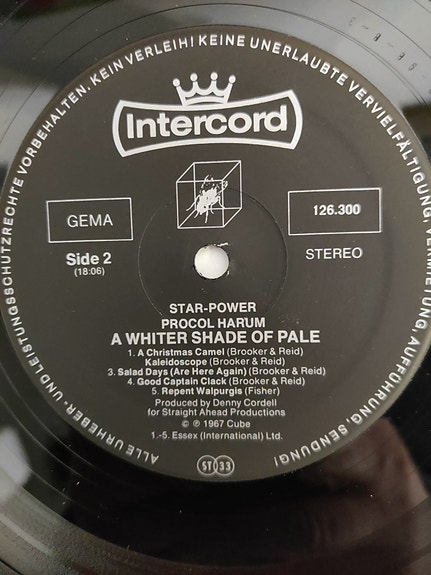 ALLE URHEBER- UND LEISTUNGSSCHUTZRECHTE VORBEHALTEN. KEIN VERLEIH! KEINE UNERLAUBTE VERVIELFÄLTIGUNG, VERMIETUNG, AUFFÜHRUNG, SENDUNG!
Intercord
GEMA
126.300
Side 2
(18:06)
STEREO
STAR-POWER
PROCOL HARUM
A WHITER SHADE OF PALE
1. A Christmas Camel (Brooker & Reid)
Kaleidoscope (Brooker & Reid)
3. Salad Days (Are Here Again) (Brooker & Reid)
4. Good Captain Clack (Brooker & Reid)
5. Repent Walpurgis (Fisher)
Produced by Denny Cordell
for Straight Ahead Productions
© ℗ 1967 Cube
1.-5. Essex (International) Ltd.
ST 33